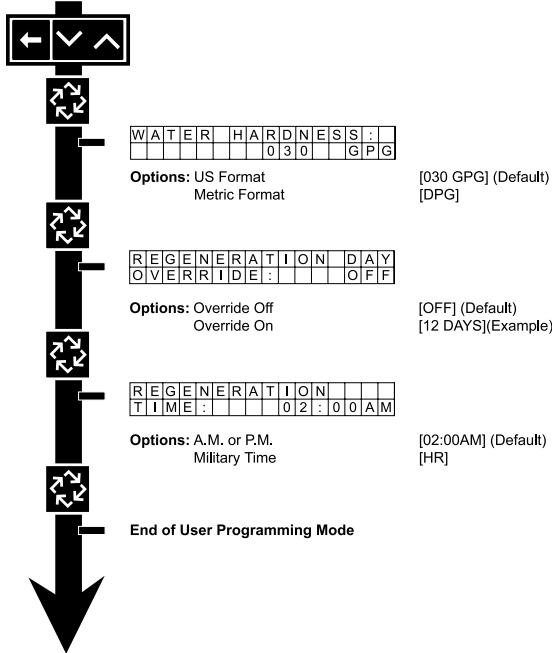 WATER HARDNESS:
030 GPG
Options: US Format [030 GPG] (Default)
Metric Format [DPG]
REGENERATION DAY
OVERRIDE: OFF
Options: Override Off [OFF] (Default)
Override On [12 DAYS](Example)
REGENERATION
TIME: 02:00AM
Options: A.M. or P.M. [02:00AM] (Default)
Military Time [HR]
End of User Programming Mode